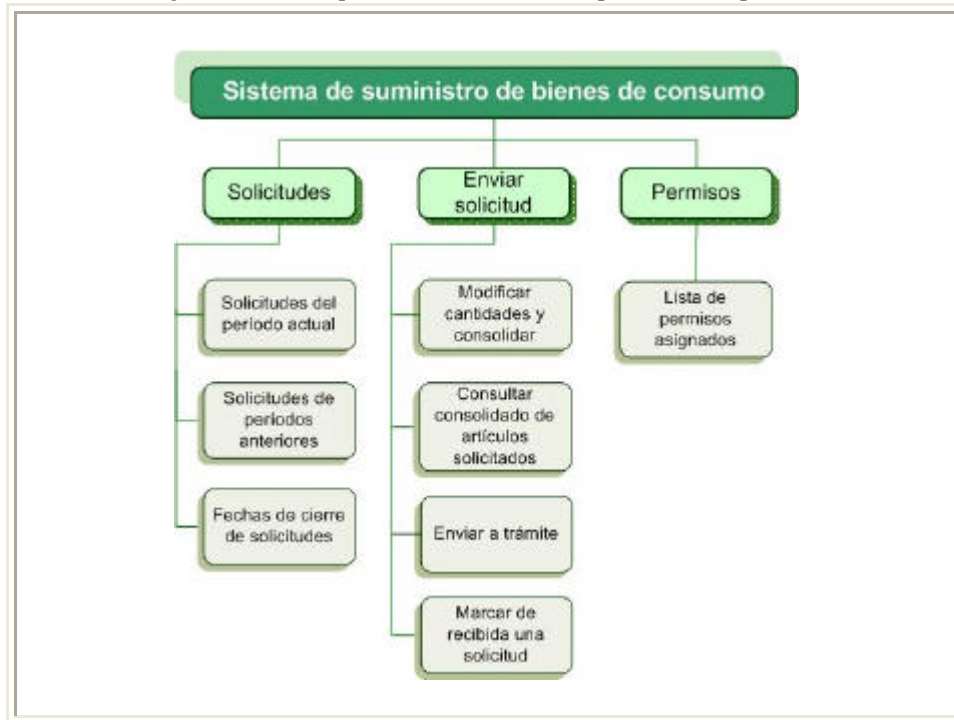 Sistema de suministro de bienes de consumo
Solicitudes
Enviar
solicitud
Permisos
Solicitudes del
período actual
Solicitudes de
períodos
anteriores
Fechas de cierre
de solicitudes
Modificar
cantidades y
consolidar
Consultar
consolidado de
artículos
solicitados
Enviar a trámite
Marcar de
recibida una
solicitud
Lista de
permisos
asignados